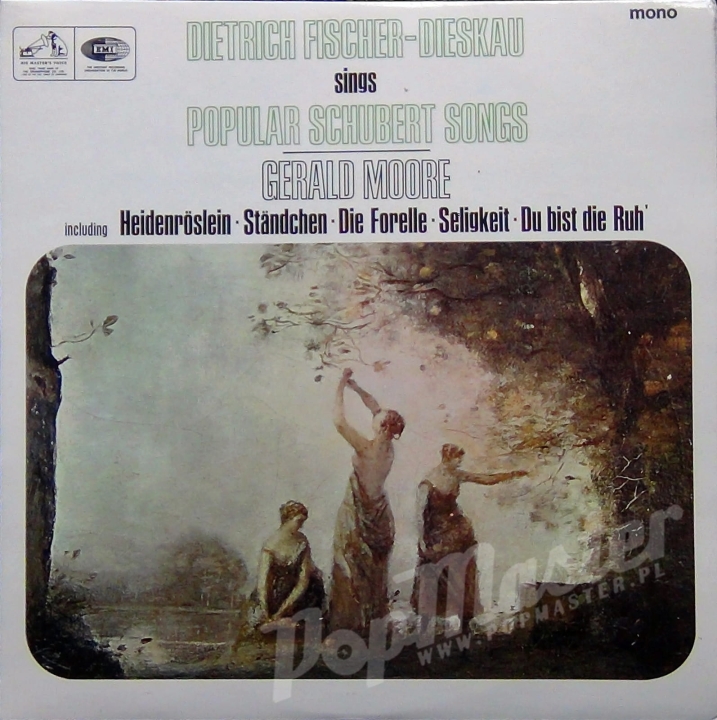 mono
HIS MASTER'S VOICE
EMI
DIETRICH FISCHER-DIESKAU
sings
POPULAR SCHUBERT SONGS
GERALD MOORE
including Heidenröslein · Ständchen · Die Forelle · Seligkeit · Du bist die Ruh'
PopMaster
WWW.POPMASTER.PL